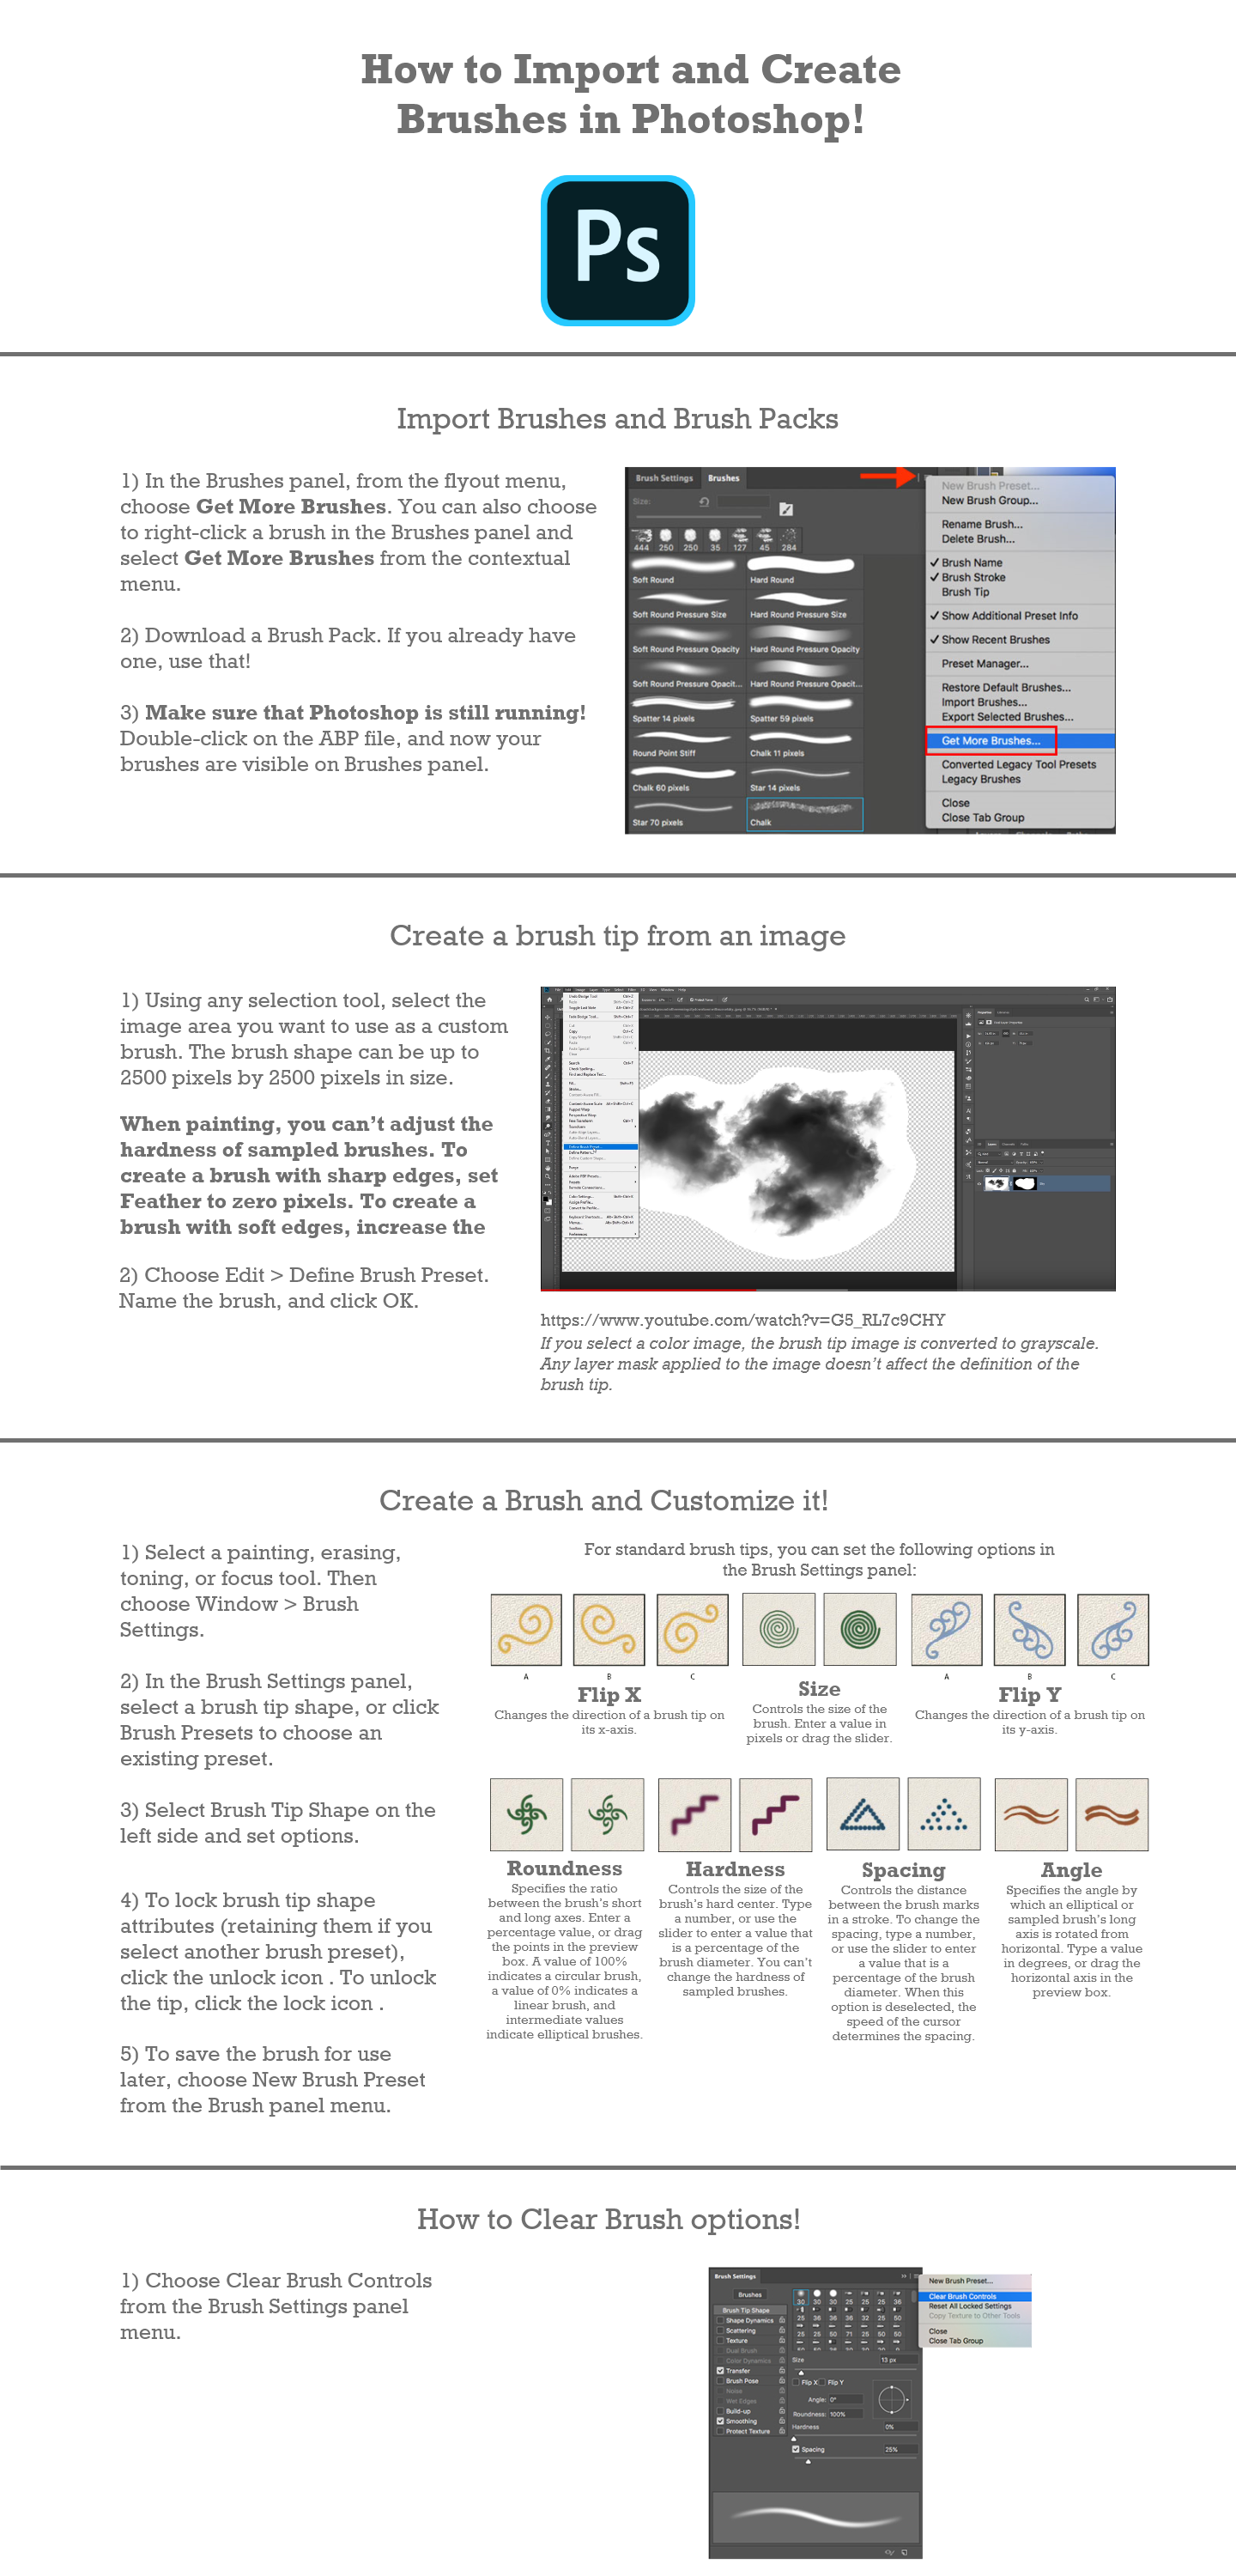 How to Import and Create
Brushes in Photoshop!
Ps
Import Brushes and Brush Packs
1) In the Brushes panel, from the flyout menu,
choose Get More Brushes. You can also choose
to right-click a brush in the Brushes panel and
select Get More Brushes from the contextual
menu.
2) Download a Brush Pack. If you already have
one, use that!
3) Make sure that Photoshop is still running!
Double-click on the ABP file, and now your
brushes are visible on Brushes panel.
Brush Settings Brushes
Size:
444 250 250 35 127 45 284
Soft Round Hard Round
Soft Round Pressure Size Hard Round Pressure Size
Soft Round Pressure Opacity Hard Round Pressure Opacity
Soft Round Pressure Opacit... Hard Round Pressure Opacit...
Spatter 14 pixels Spatter 59 pixels
Round Point Stiff Chalk 11 pixels
Chalk 60 pixels Star 14 pixels
Star 70 pixels Chalk
New Brush Preset...
New Brush Group...
Rename Brush...
Delete Brush...
Brush Name
Brush Stroke
Brush Tip
Show Additional Preset Info
Show Recent Brushes
Preset Manager...
Restore Default Brushes...
Import Brushes...
Export Selected Brushes...
Get More Brushes...
Converted Legacy Tool Presets
Legacy Brushes
Close
Close Tab Group
Create a brush tip from an image
1) Using any selection tool, select the
image area you want to use as a custom
brush. The brush shape can be up to
2500 pixels by 2500 pixels in size.
When painting, you can't adjust the
hardness of sampled brushes. To
create a brush with sharp edges, set
Feather to zero pixels. To create a
brush with soft edges, increase the
2) Choose Edit > Define Brush Preset.
Name the brush, and click OK.
https://www.youtube.com/watch?v=G5_RL7c9CHY
If you select a color image, the brush tip image is converted to grayscale.
Any layer mask applied to the image doesn't affect the definition of the
brush tip.
Create a Brush and Customize it!
1) Select a painting, erasing,
toning, or focus tool. Then
choose Window > Brush
Settings.
2) In the Brush Settings panel,
select a brush tip shape, or click
Brush Presets to choose an
existing preset.
3) Select Brush Tip Shape on the
left side and set options.
4) To lock brush tip shape
attributes (retaining them if you
select another brush preset),
click the unlock icon . To unlock
the tip, click the lock icon .
5) To save the brush for use
later, choose New Brush Preset
from the Brush panel menu.
For standard brush tips, you can set the following options in
the Brush Settings panel:
A B C
Flip X
Changes the direction of a brush tip on
its x-axis.
Size
Controls the size of the
brush. Enter a value in
pixels or drag the slider.
A B C
Flip Y
Changes the direction of a brush tip on
its y-axis.
Roundness
Specifies the ratio
between the brush's short
and long axes. Enter a
percentage value, or drag
the points in the preview
box. A value of 100%
indicates a circular brush,
a value of 0% indicates a
linear brush, and
intermediate values
indicate elliptical brushes.
Hardness
Controls the size of the
brush's hard center. Type
a number, or use the
slider to enter a value that
is a percentage of the
brush diameter. You can't
change the hardness of
sampled brushes.
Spacing
Controls the distance
between the brush marks
in a stroke. To change the
spacing, type a number,
or use the slider to enter
a value that is a
percentage of the brush
diameter. When this
option is deselected, the
speed of the cursor
determines the spacing.
Angle
Specifies the angle by
which an elliptical or
sampled brush's long
axis is rotated from
horizontal. Type a value
in degrees, or drag the
horizontal axis in the
preview box.
How to Clear Brush options!
1) Choose Clear Brush Controls
from the Brush Settings panel
menu.
Brush Settings
Brushes
Brush Tip Shape
Shape Dynamics
Scattering
Texture
Dual Brush
Color Dynamics
Transfer
Brush Pose
Noise
Wet Edges
Build-up
Smoothing
Protect Texture
30 30 30 25 25 36
25 36 36 36 32 25 50
25 25 50 71 25 50 50
Size 13 px
Flip X Flip Y
Angle: 0°
Roundness: 100%
Hardness 0%
Spacing 25%
New Brush Preset...
Clear Brush Controls
Reset All Locked Settings
Copy Texture to Other Tools
Close
Close Tab Group